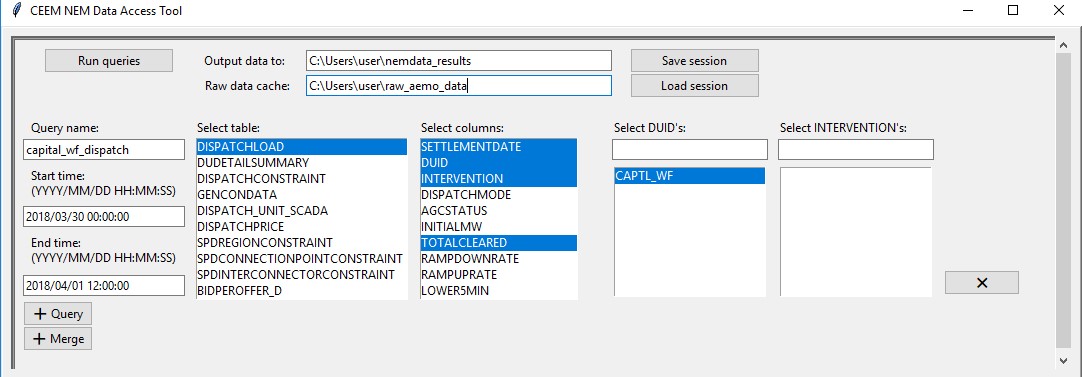 CEEM NEM Data Access Tool
Run queries
Output data to:
C:\Users\user\nemdata_results
Save session
Raw data cache:
C:\Users\user\raw_aemo_data
Load session
Query name:
capital_wf_dispatch
Start time:
(YYYY/MM/DD HH:MM:SS)
2018/03/30 00:00:00
End time:
(YYYY/MM/DD HH:MM:SS)
2018/04/01 12:00:00
Select table:
DISPATCHLOAD
DUDETAILSUMMARY
DISPATCHCONSTRAINT
GENCONDATA
DISPATCH_UNIT_SCADA
DISPATCHPRICE
SPDREGIONCONSTRAINT
SPDCONNECTIONPOINTCONSTRAINT
SPDINTERCONNECTORCONSTRAINT
BIDPEROFFER_D
Select columns:
SETTLEMENTDATE
DUID
INTERVENTION
DISPATCHMODE
AGCSTATUS
INITIALMW
TOTALCLEARED
RAMPDOWNRATE
RAMPUPRATE
LOWER5MIN
Select DUID's:
CAPTL_WF
Select INTERVENTION's:
+ Query
+ Merge